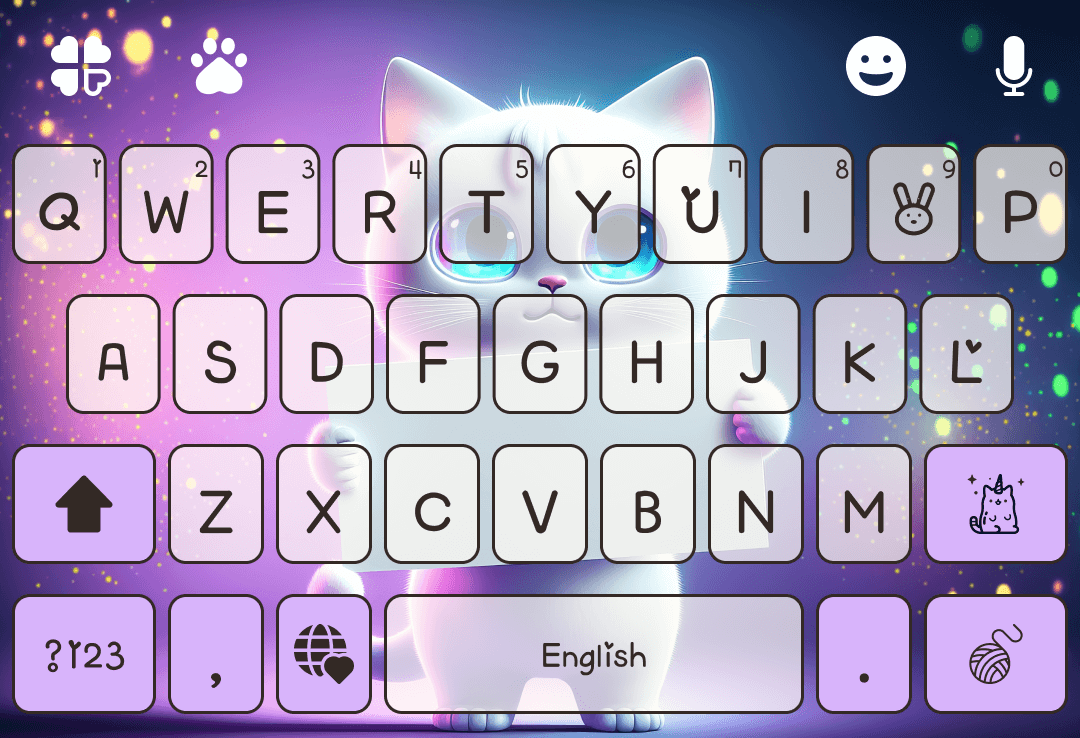 1 2 3 4 5 6 7 8 9 0
Q W E R T Y U I P
A S D F G H J K L
Z X C V B N M
?123 , English .